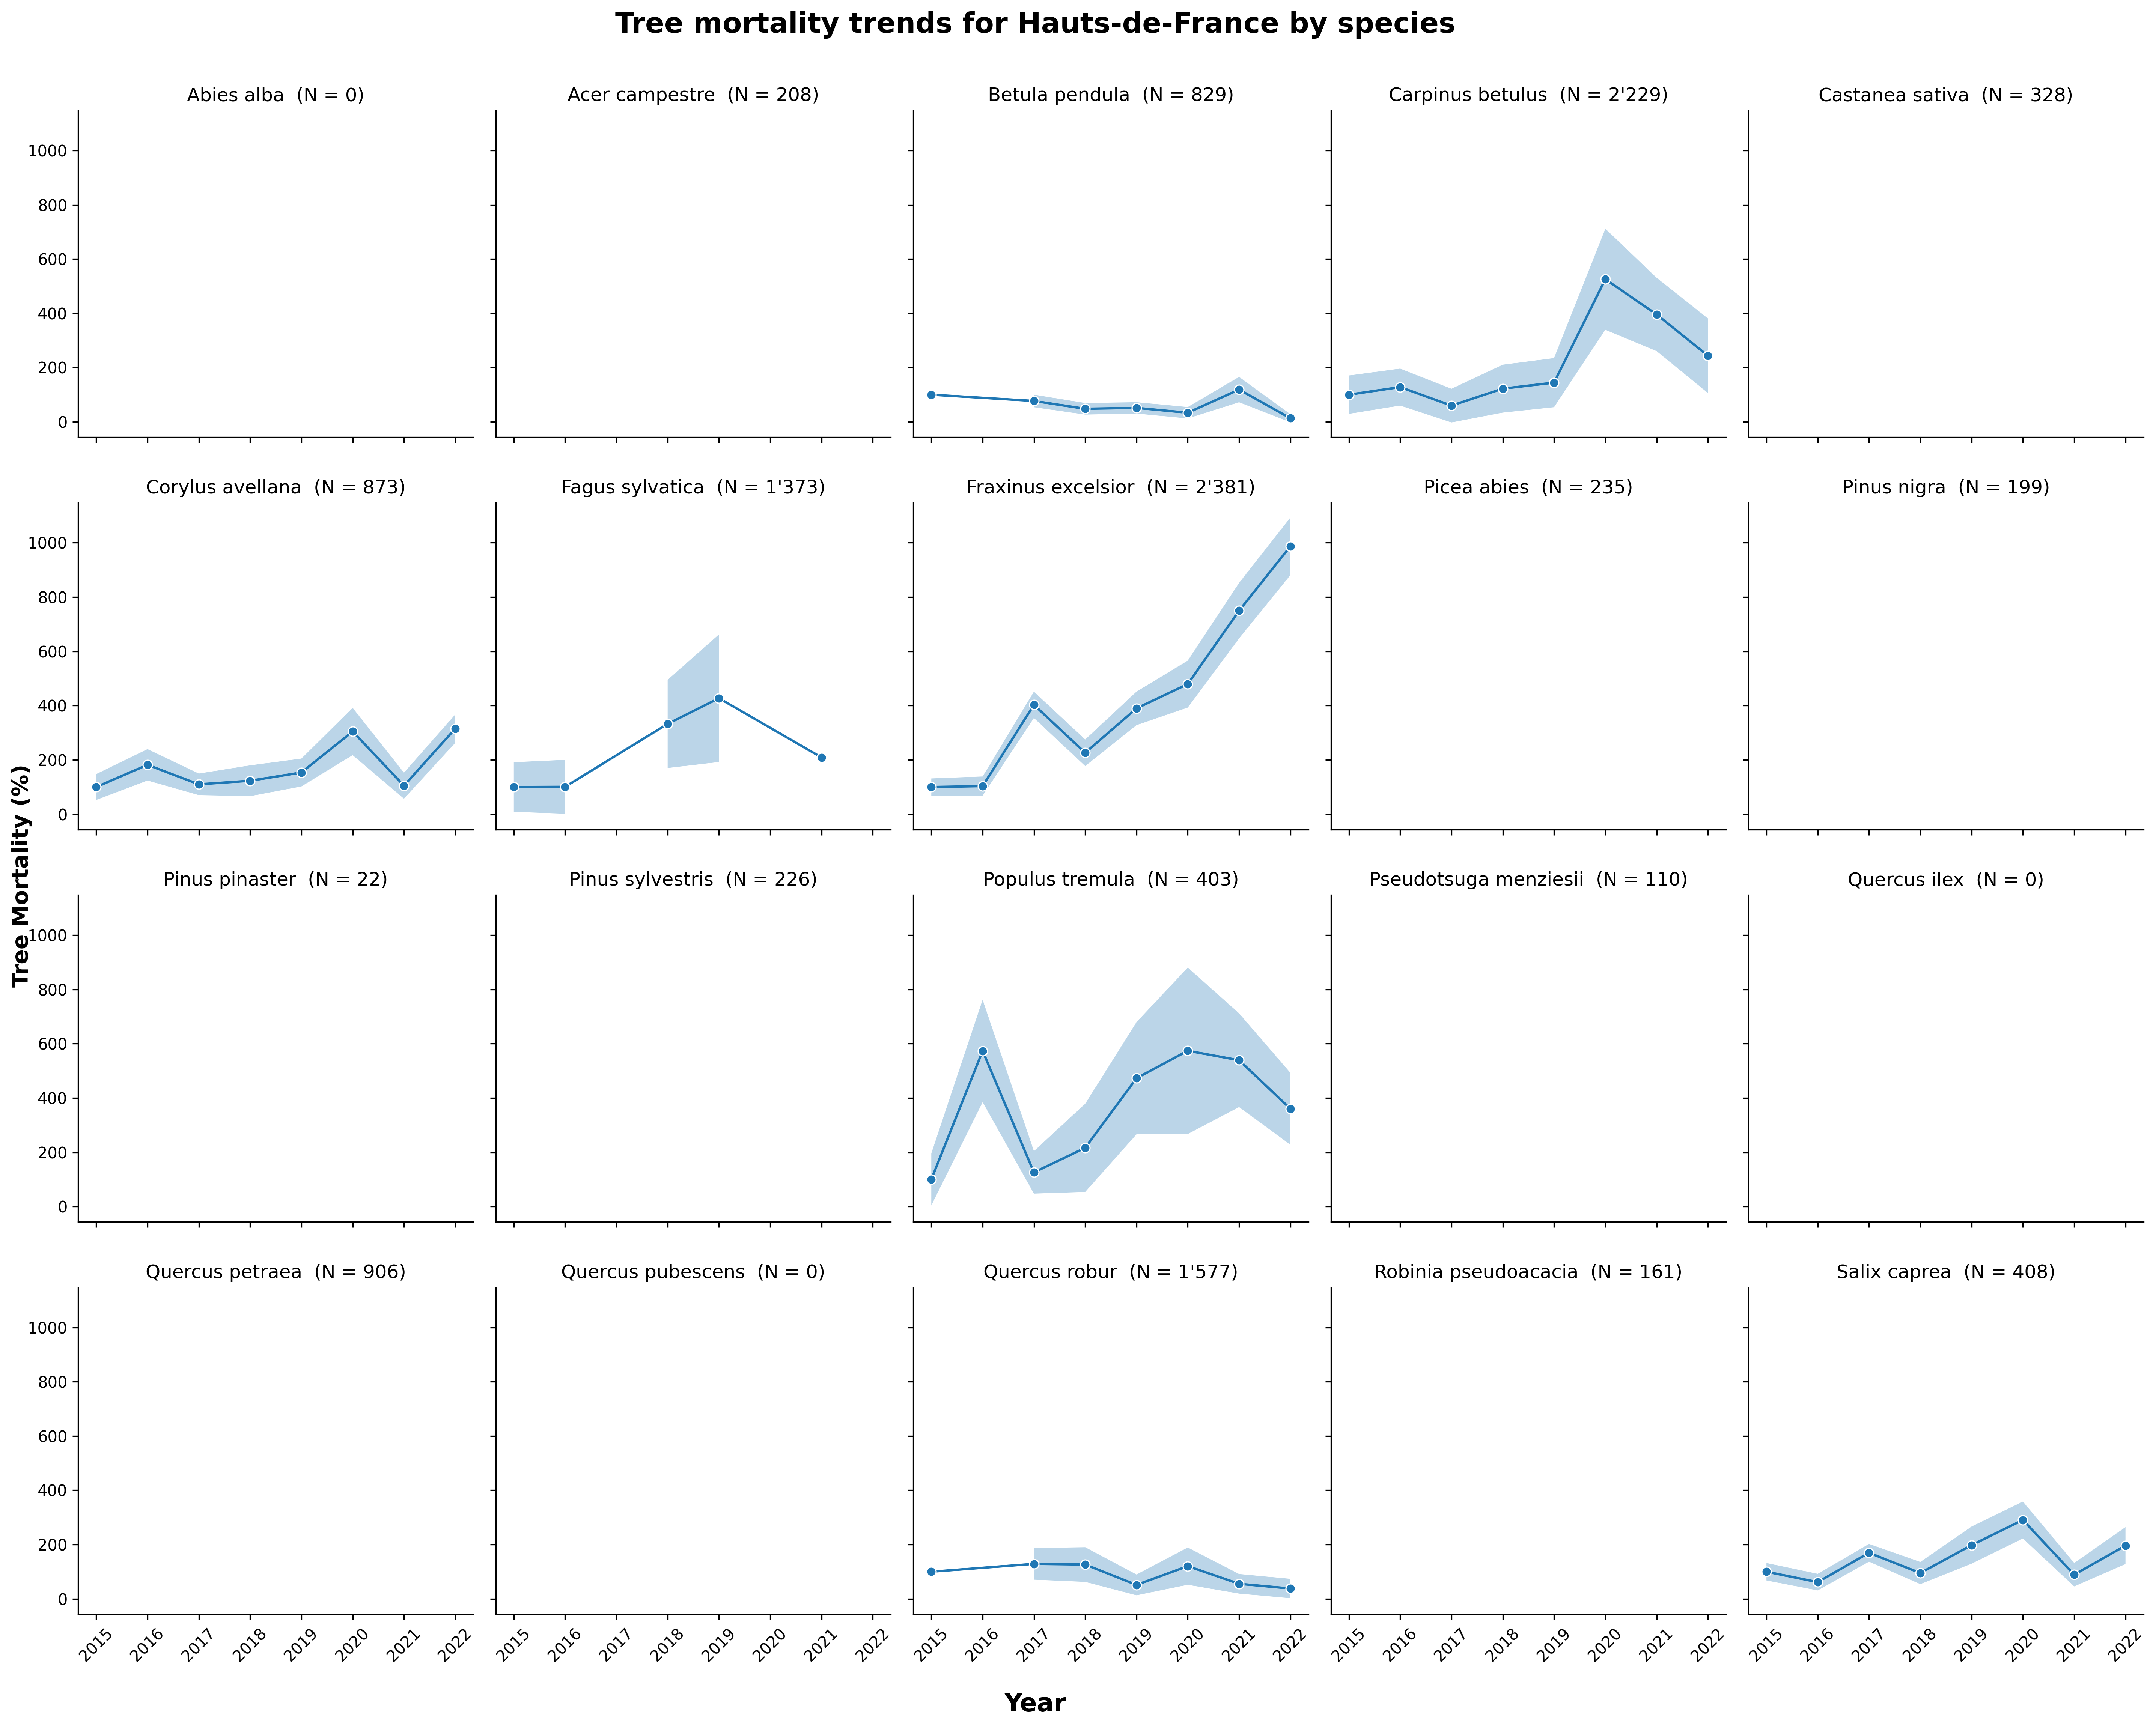 Tree mortality trends for Hauts-de-France by species
Abies alba  (N = 0)
Acer campestre  (N = 208)
Betula pendula  (N = 829)
Carpinus betulus  (N = 2'229)
Castanea sativa  (N = 328)
1000
800
600
400
200
0
Corylus avellana  (N = 873)
Fagus sylvatica  (N = 1'373)
Fraxinus excelsior  (N = 2'381)
Picea abies  (N = 235)
Pinus nigra  (N = 199)
1000
800
600
400
200
0
Tree Mortality (%)
Pinus pinaster  (N = 22)
Pinus sylvestris  (N = 226)
Populus tremula  (N = 403)
Pseudotsuga menziesii  (N = 110)
Quercus ilex  (N = 0)
1000
800
600
400
200
0
Quercus petraea  (N = 906)
Quercus pubescens  (N = 0)
Quercus robur  (N = 1'577)
Robinia pseudoacacia  (N = 161)
Salix caprea  (N = 408)
1000
800
600
400
200
0
2015 2016 2017 2018 2019 2020 2021 2022
2015 2016 2017 2018 2019 2020 2021 2022
2015 2016 2017 2018 2019 2020 2021 2022
2015 2016 2017 2018 2019 2020 2021 2022
2015 2016 2017 2018 2019 2020 2021 2022
Year